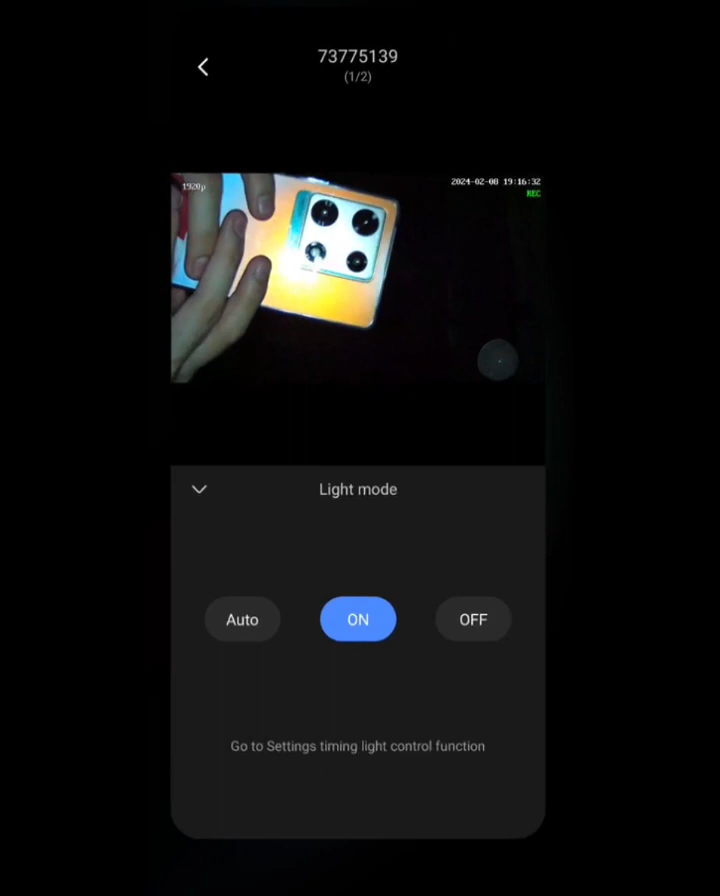 73775139
(1/2)
1920p
2024-02-08 19:16:32
REC
Light mode
Auto
ON
OFF
Go to Settings timing light control function